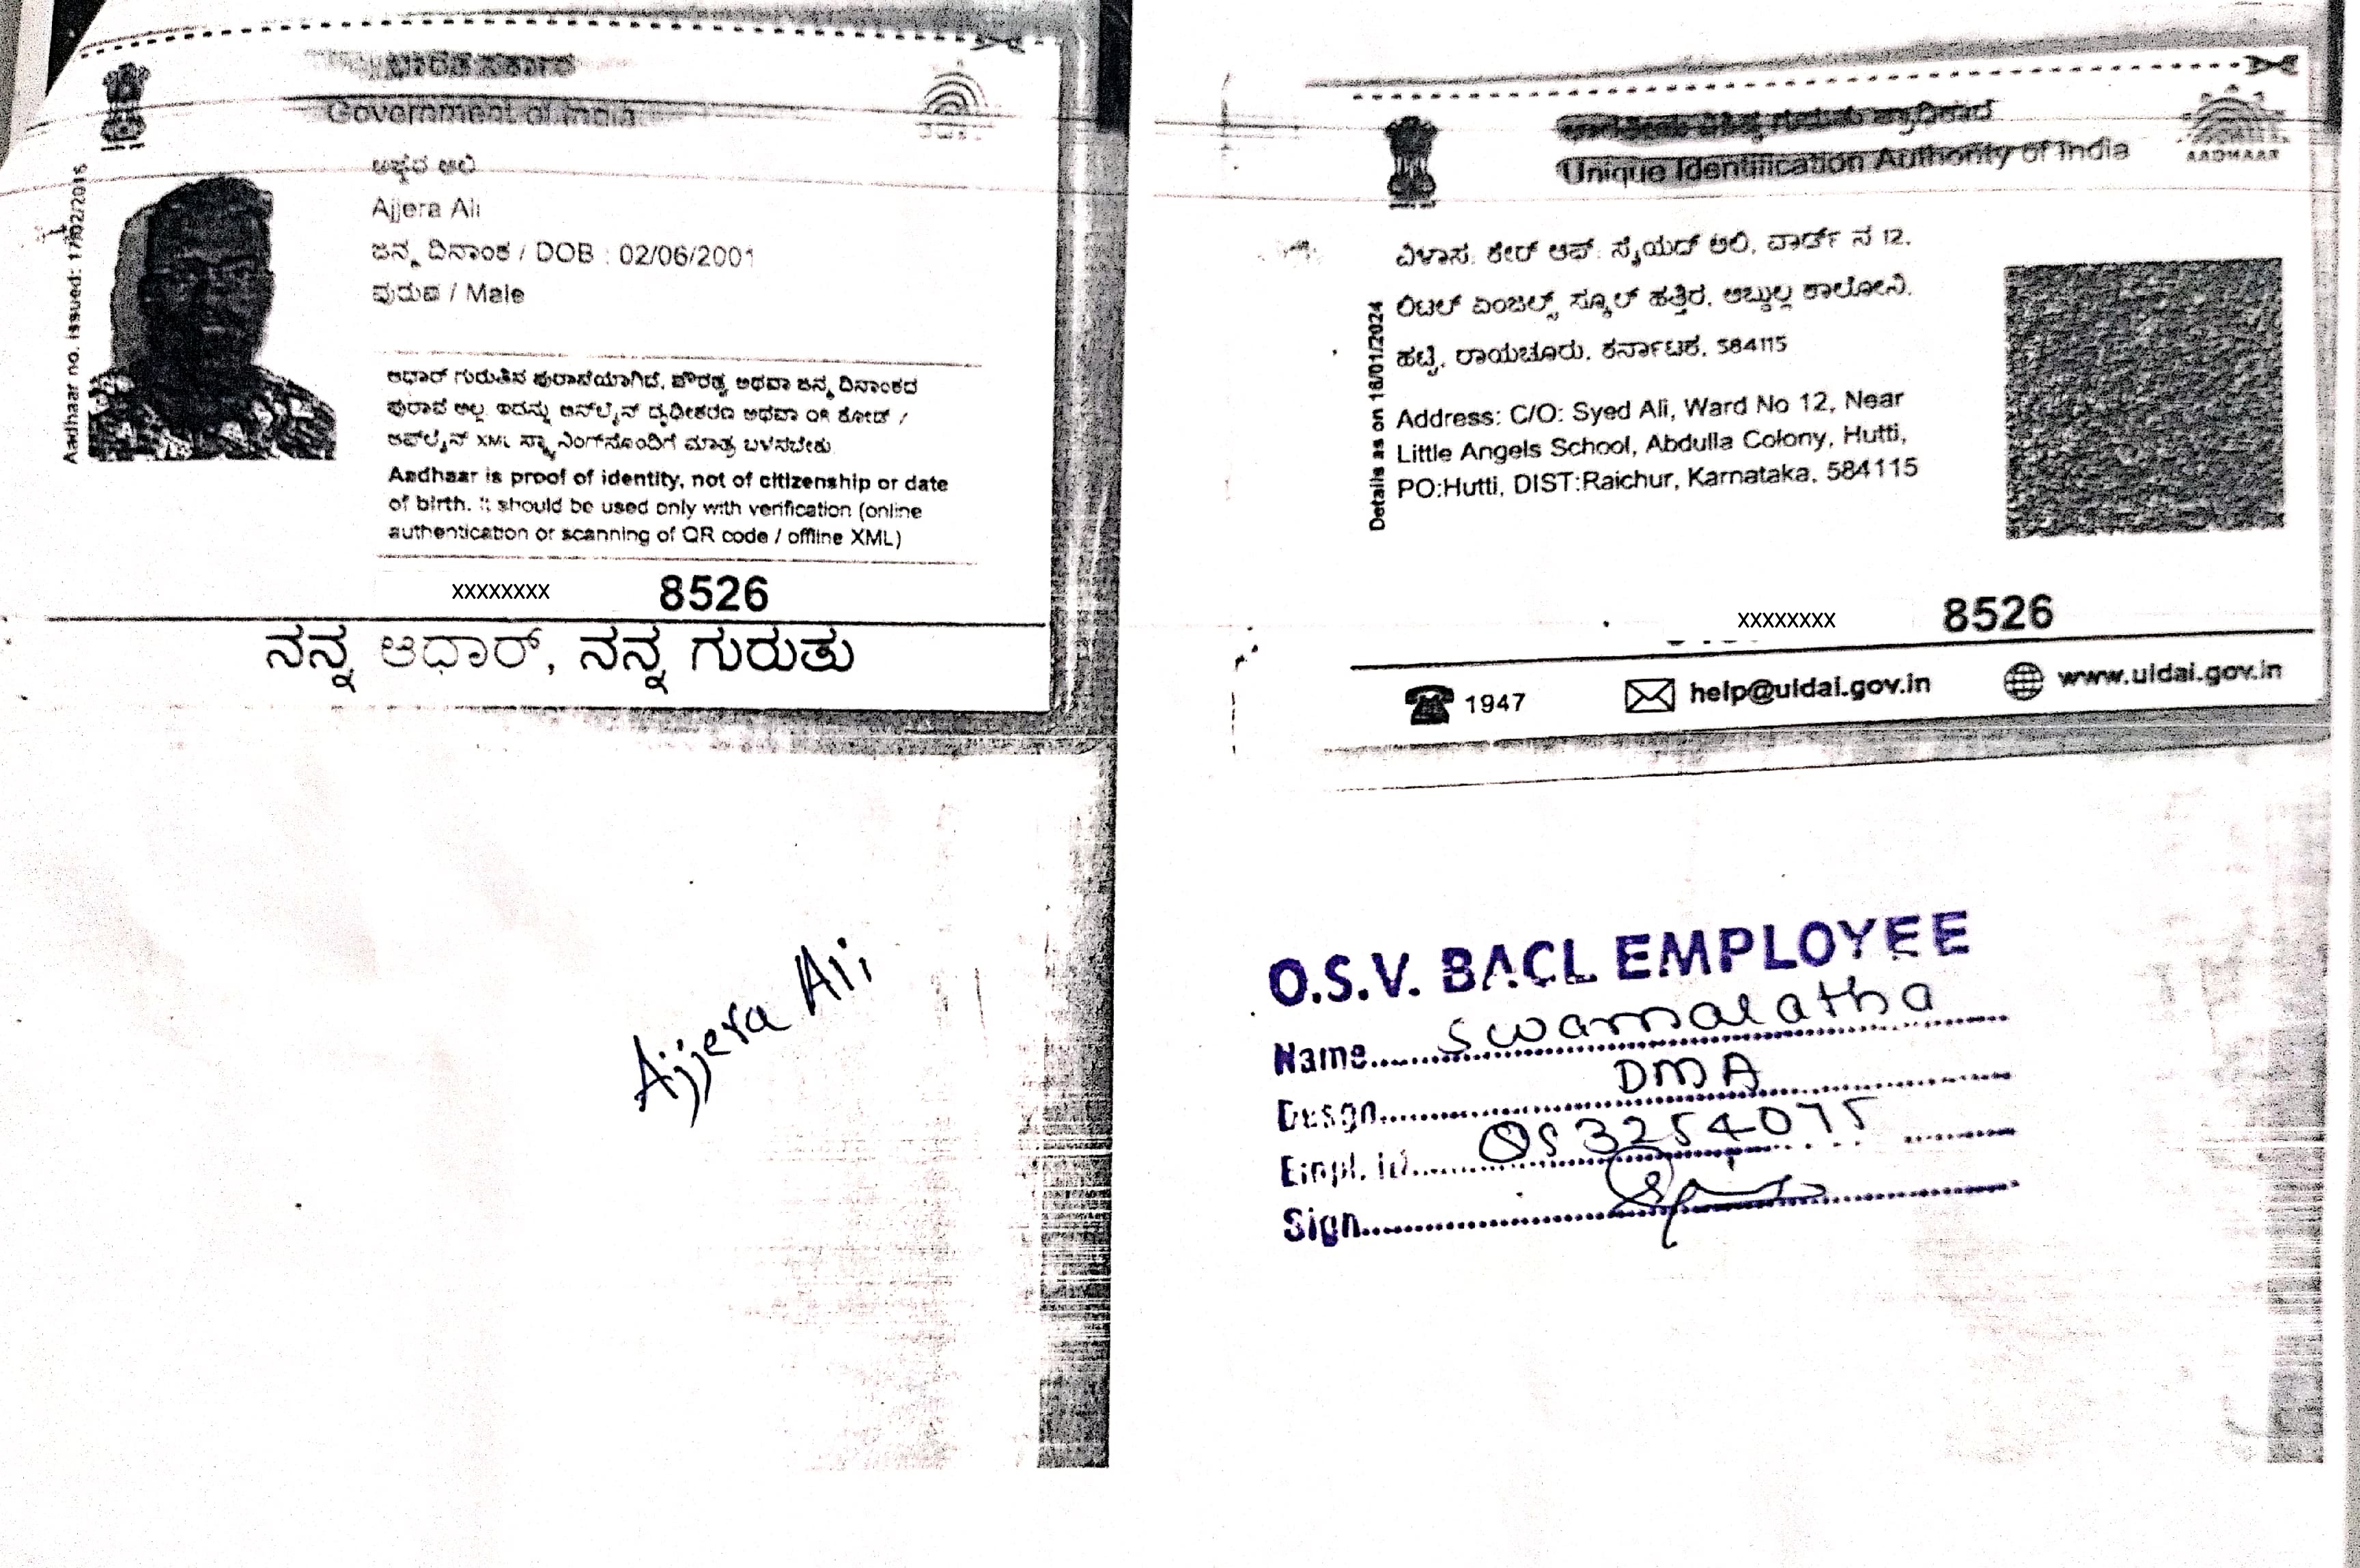 ಭಾರತ ಸರ್ಕಾರ
Government of India
Aadhaar no. issued: 17/02/2016
ಅಜ್ಜೆರ ಅಲಿ
Ajjera Ali
ಜನ್ಮ ದಿನಾಂಕ / DOB : 02/06/2001
ಪುರುಷ / Male
ಆಧಾರ್ ಗುರುತಿನ ಪುರಾವೆಯಾಗಿದೆ, ಪೌರತ್ವ ಅಥವಾ ಜನ್ಮ ದಿನಾಂಕದ
ಪುರಾವೆ ಅಲ್ಲ. ಇದನ್ನು ಆನ್‌ಲೈನ್ ದೃಢೀಕರಣ ಅಥವಾ QR ಕೋಡ್ /
ಆಫ್‌ಲೈನ್ XML ಸ್ಕ್ಯಾನಿಂಗ್‌ನೊಂದಿಗೆ ಮಾತ್ರ ಬಳಸಬೇಕು
Aadhaar is proof of identity, not of citizenship or date
of birth. It should be used only with verification (online
authentication or scanning of QR code / offline XML)
xxxxxxxx 8526
ನನ್ನ ಆಧಾರ್, ನನ್ನ ಗುರುತು
Ajjera Ali
Unique Identification Authority of India
AADHAAR
Details as on 16/01/2024
ವಿಳಾಸ: ಕೇರ್ ಆಫ್: ಸೈಯದ್ ಅಲಿ, ವಾರ್ಡ್ ನ 12,
ಲಿಟಲ್ ಏಂಜಲ್ಸ್ ಸ್ಕೂಲ್ ಹತ್ತಿರ, ಅಬ್ದುಲ್ಲ ಕಾಲೋನಿ,
ಹಟ್ಟಿ, ರಾಯಚೂರು, ಕರ್ನಾಟಕ, 584115
Address: C/O: Syed Ali, Ward No 12, Near
Little Angels School, Abdulla Colony, Hutti,
PO:Hutti, DIST:Raichur, Karnataka, 584115
xxxxxxxx 8526
1947 help@uidai.gov.in www.uidai.gov.in
O.S.V. BACL EMPLOYEE
Name......Swarnalatha
Desgn......DMA
Empl. id......OS3254075
Sign......